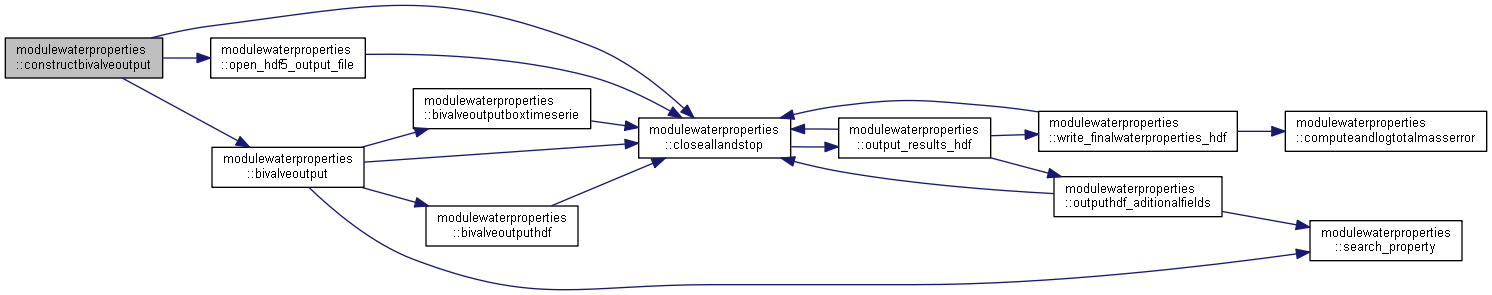 modulewaterproperties
::constructbivalveoutput
modulewaterproperties
::open_hdf5_output_file
modulewaterproperties
::bivalveoutput
modulewaterproperties
::bivalveoutputboxtimeserie
modulewaterproperties
::bivalveoutputhdf
modulewaterproperties
::closeallandstop
modulewaterproperties
::output_results_hdf
modulewaterproperties
::write_finalwaterproperties_hdf
modulewaterproperties
::outputhdf_aditionalfields
modulewaterproperties
::computeandlogtotalmasserror
modulewaterproperties
::search_property